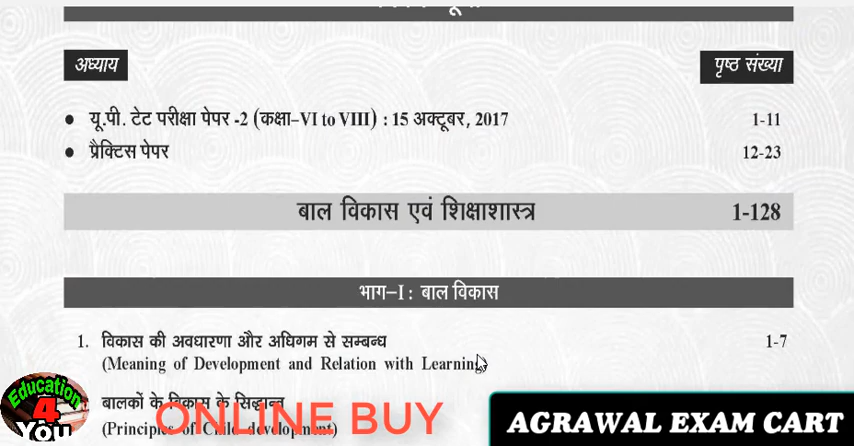 अध्याय पृष्ठ संख्या
• यू.पी. टेट परीक्षा पेपर -2 (कक्षा–VI to VIII) : 15 अक्टूबर, 2017 1-11
• प्रैक्टिस पेपर 12-23
बाल विकास एवं शिक्षाशास्त्र 1-128
भाग–I : बाल विकास
1. विकास की अवधारणा और अधिगम से सम्बन्ध 1-7
(Meaning of Development and Relation with Learning)
बालकों के विकास के सिद्धान्त
(Principles of Child development)
Education
4
You
ONLINE BUY
AGRAWAL EXAM CART